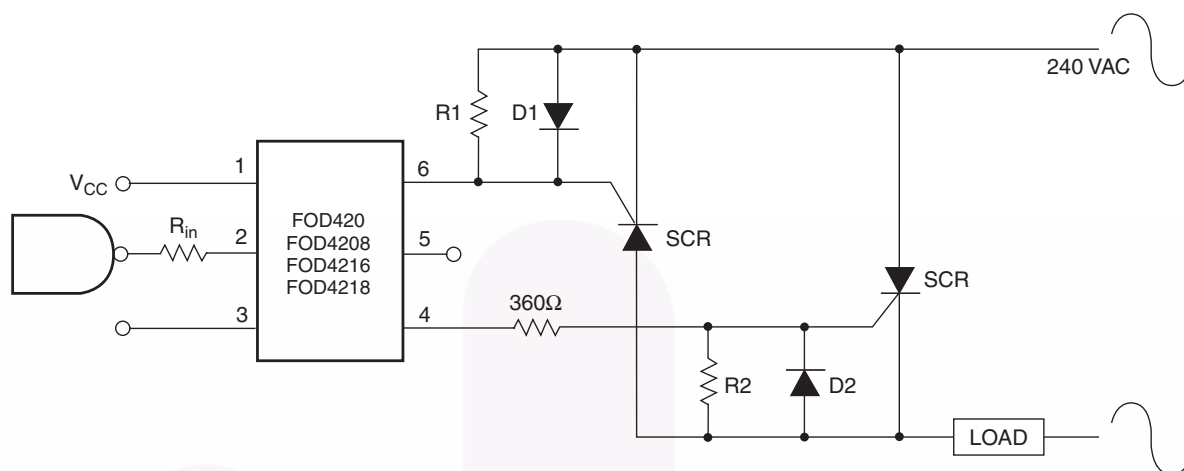 240 VAC
R1
D1
V_CC
1
6
R_in
2
FOD420
FOD4208
FOD4216
FOD4218
5
SCR
SCR
3
4
360Ω
R2
D2
LOAD